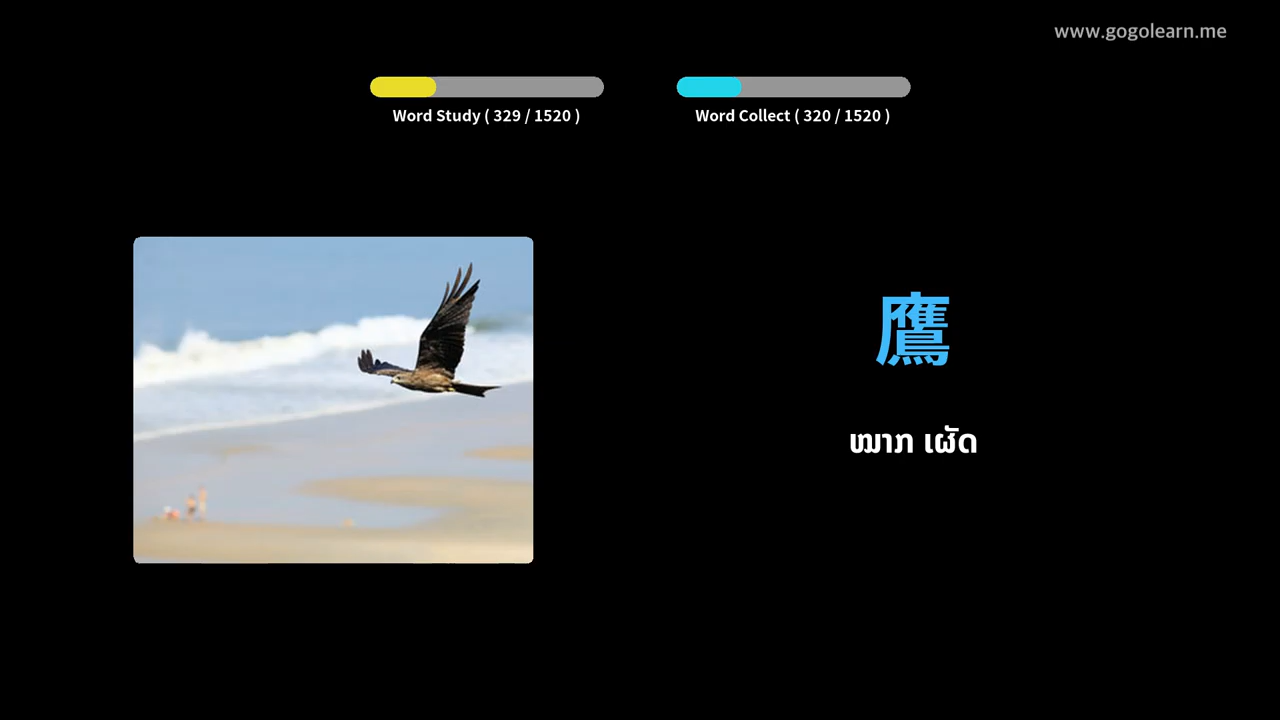 www.gogolearn.me
Word Study ( 329 / 1520 )
Word Collect ( 320 / 1520 )
鷹
ໝາກ ເຜັດ